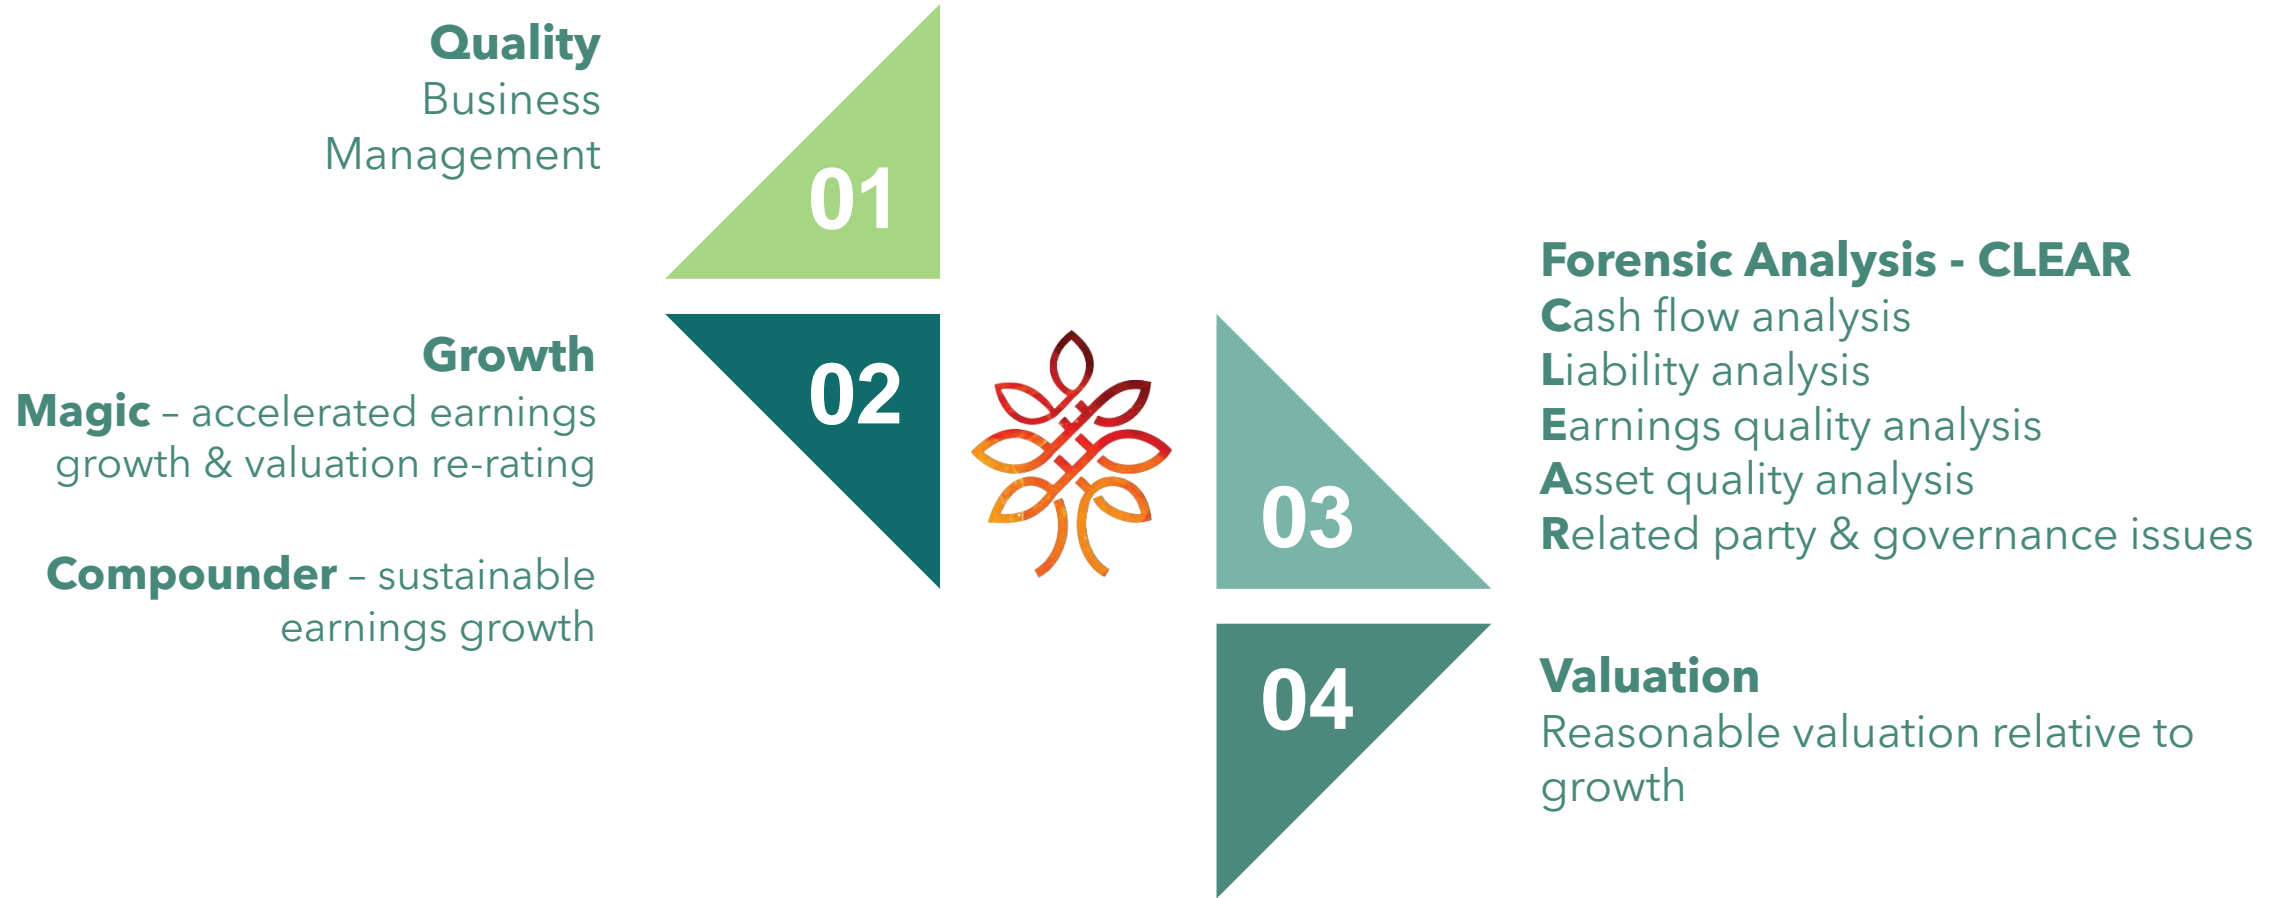 Quality
Business
Management
01
Growth
Magic – accelerated earnings
growth & valuation re-rating
Compounder – sustainable
earnings growth
02
Forensic Analysis - CLEAR
Cash flow analysis
Liability analysis
Earnings quality analysis
Asset quality analysis
Related party & governance issues
03
Valuation
Reasonable valuation relative to
growth
04